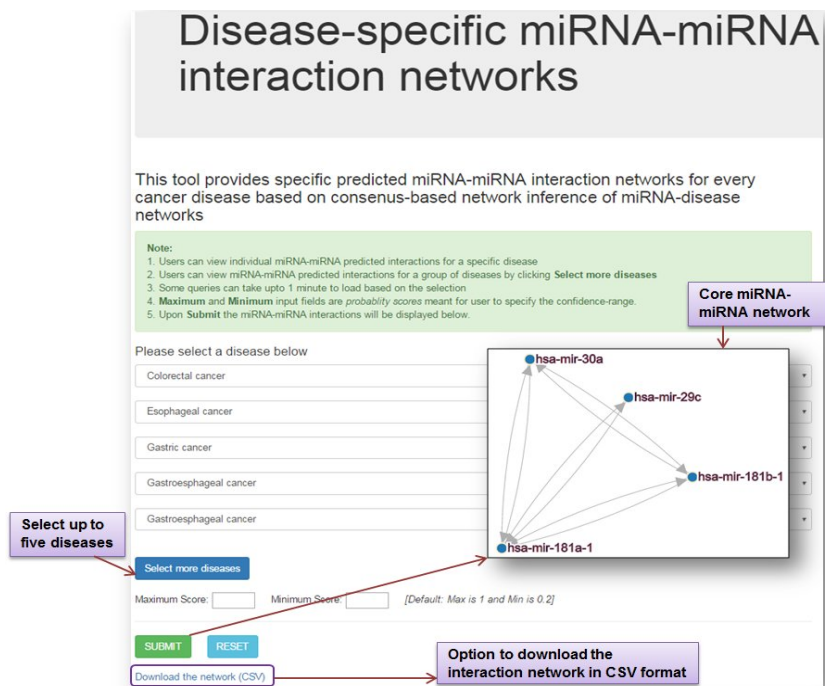 Disease-specific miRNA-miRNA
interaction networks
This tool provides specific predicted miRNA-miRNA interaction networks for every
cancer disease based on consenus-based network inference of miRNA-disease
networks
Note:
1. Users can view individual miRNA-miRNA predicted interactions for a specific disease
2. Users can view miRNA-miRNA predicted interactions for a group of diseases by clicking Select more diseases
3. Some queries can take upto 1 minute to load based on the selection
4. Maximum and Minimum input fields are probablity scores meant for user to specify the confidence-range.
5. Upon Submit the miRNA-miRNA interactions will be displayed below.
Core miRNA-
miRNA network
Please select a disease below
Colorectal cancer
Esophageal cancer
Gastric cancer
Gastroesphageal cancer
Gastroesphageal cancer
hsa-mir-30a
hsa-mir-29c
hsa-mir-181b-1
hsa-mir-181a-1
Select up to
five diseases
Select more diseases
Maximum Score: Minimum Score: [Default: Max is 1 and Min is 0.2]
SUBMIT RESET
Download the network (CSV)
Option to download the
interaction network in CSV format